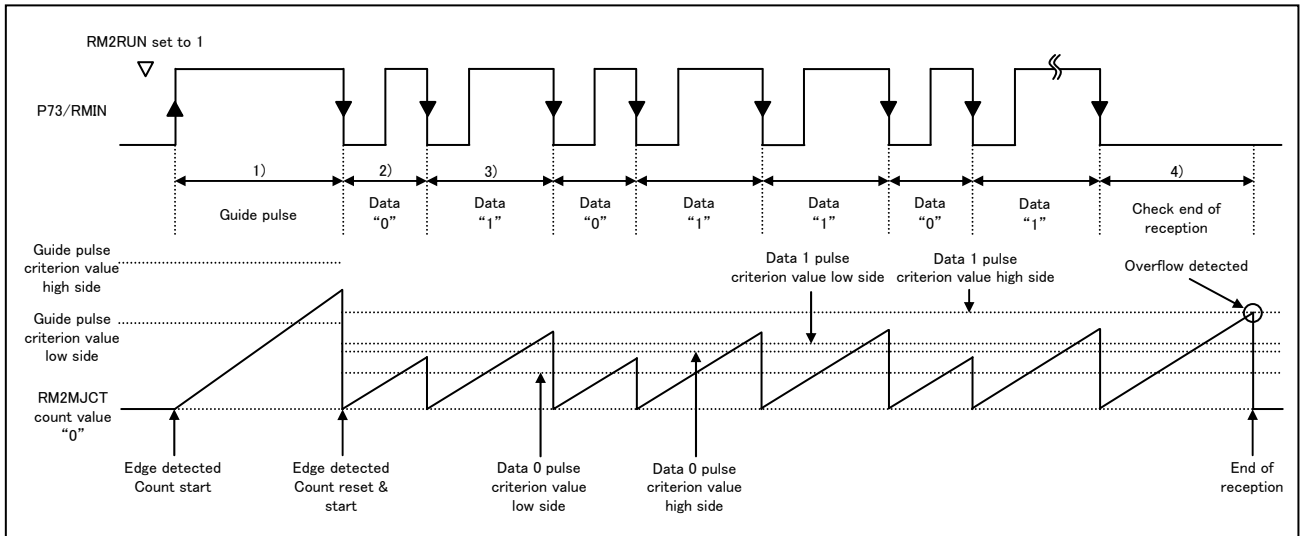 RM2RUN set to 1
P73/RMIN
1)
2)
3)
4)
Guide pulse
Data
“0”
Data
“1”
Data
“0”
Data
“1”
Data
“1”
Data
“0”
Data
“1”
Check end of
reception
Guide pulse
criterion value
high side
Data 1 pulse
criterion value low side
Data 1 pulse
criterion value high side
Overflow detected
Guide pulse
criterion value
low side
RM2MJCT
count value
“0”
Edge detected
Count start
Edge detected
Count reset &
start
Data 0 pulse
criterion value
low side
Data 0 pulse
criterion value
high side
End of
reception